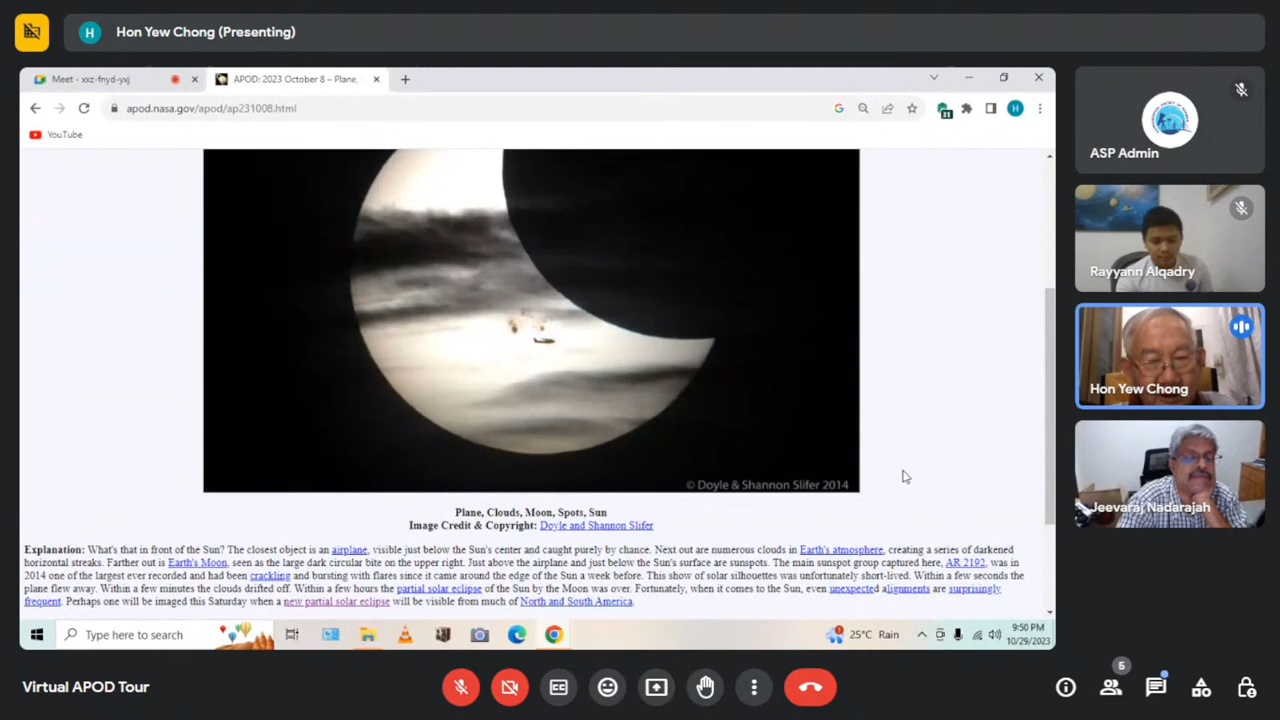 H
Hon Yew Chong (Presenting)
Meet - xxz-fnyd-yxj
APOD: 2023 October 8 – Plane,
apod.nasa.gov/apod/ap231008.html
G
31
H
YouTube
© Doyle & Shannon Slifer 2014
Plane, Clouds, Moon, Spots, Sun
Image Credit & Copyright: Doyle and Shannon Slifer
Explanation: What's that in front of the Sun? The closest object is an airplane, visible just below the Sun's center and caught purely by chance. Next out are numerous clouds in Earth's atmosphere, creating a series of darkened
horizontal streaks. Farther out is Earth's Moon, seen as the large dark circular bite on the upper right. Just above the airplane and just below the Sun's surface are sunspots. The main sunspot group captured here, AR 2192, was in
2014 one of the largest ever recorded and had been crackling and bursting with flares since it came around the edge of the Sun a week before. This show of solar silhouettes was unfortunately short-lived. Within a few seconds the
plane flew away. Within a few minutes the clouds drifted off. Within a few hours the partial solar eclipse of the Sun by the Moon was over. Fortunately, when it comes to the Sun, even unexpected alignments are surprisingly
frequent. Perhaps one will be imaged this Saturday when a new partial solar eclipse will be visible from much of North and South America.
Type here to search
25°C Rain
9:50 PM
10/29/2023
ASP Admin
Rayyann Alqadry
Hon Yew Chong
Jeevaraj Nadarajah
Virtual APOD Tour
5